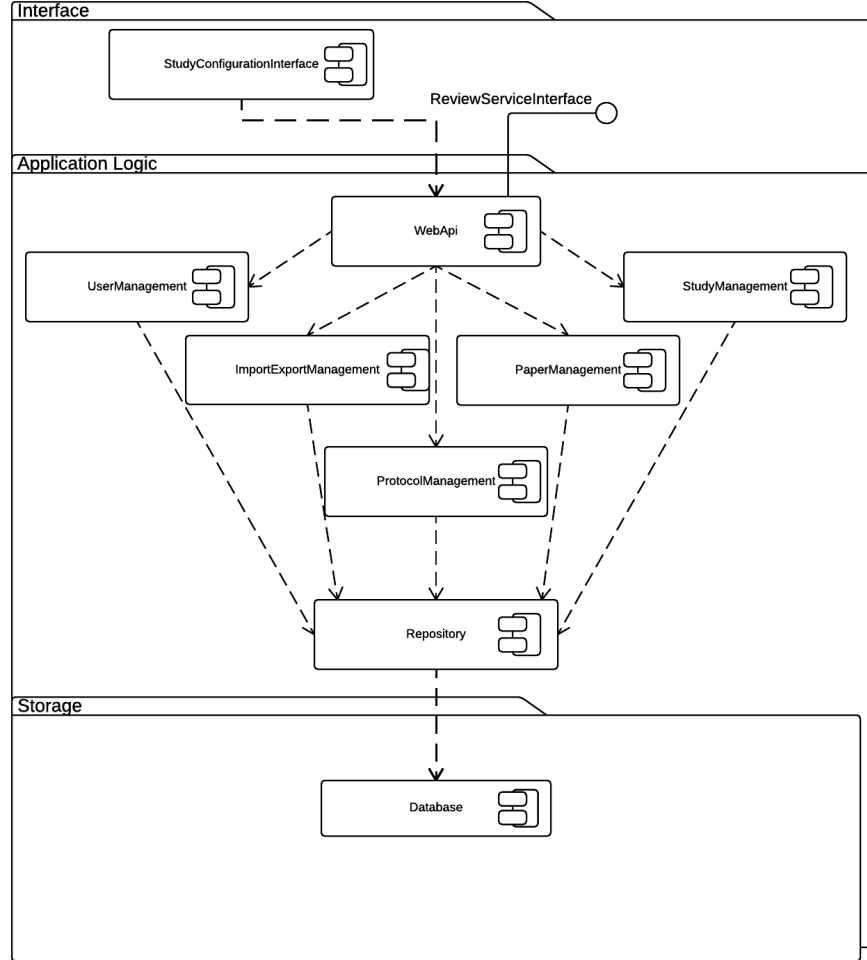 Interface
StudyConfigurationInterface
ReviewServiceInterface
Application Logic
WebApi
UserManagement
StudyManagement
ImportExportManagement
PaperManagement
ProtocolManagement
Repository
Storage
Database